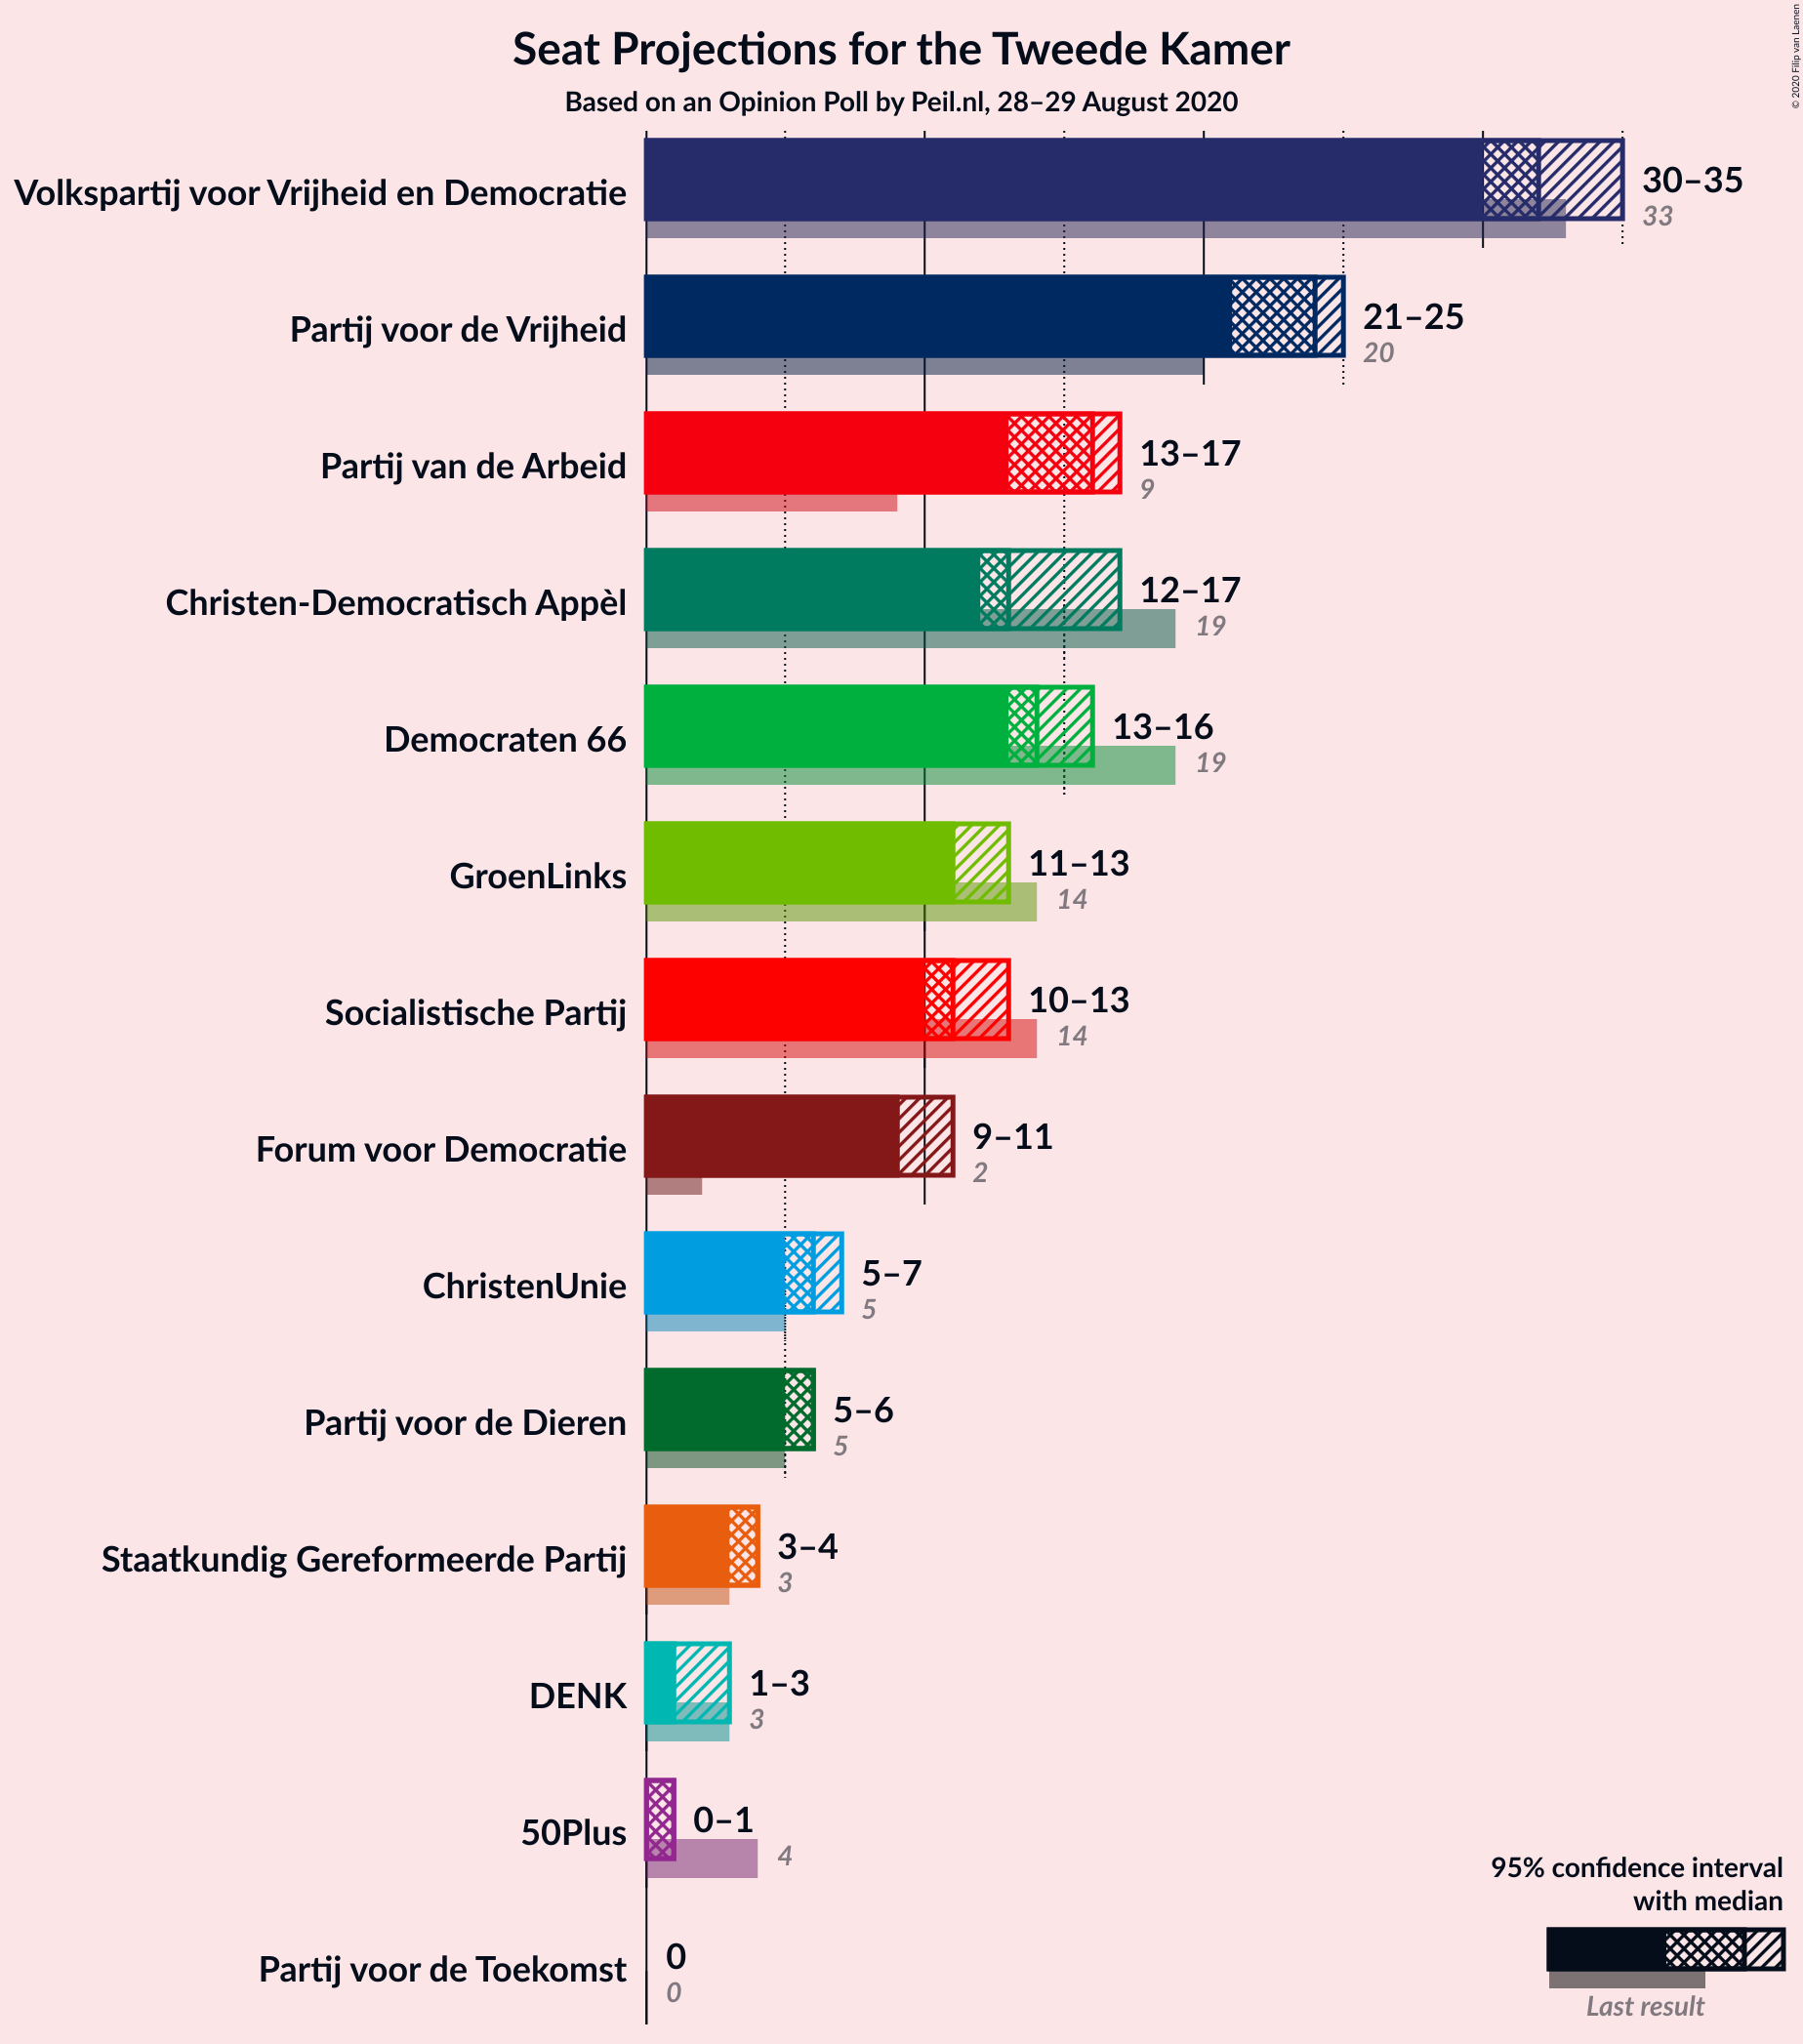 Seat Projections for the Tweede Kamer
Based on an Opinion Poll by Peil.nl, 28–29 August 2020
© 2020 Filip van Laenen
Volkspartij voor Vrijheid en Democratie
30–35
33
Partij voor de Vrijheid
21–25
20
Partij van de Arbeid
13–17
9
Christen-Democratisch Appèl
12–17
19
Democraten 66
13–16
19
GroenLinks
11–13
14
Socialistische Partij
10–13
14
Forum voor Democratie
9–11
2
ChristenUnie
5–7
5
Partij voor de Dieren
5–6
5
Staatkundig Gereformeerde Partij
3–4
3
DENK
1–3
3
50Plus
0–1
4
Partij voor de Toekomst
0
0
95% confidence interval
with median
Last result